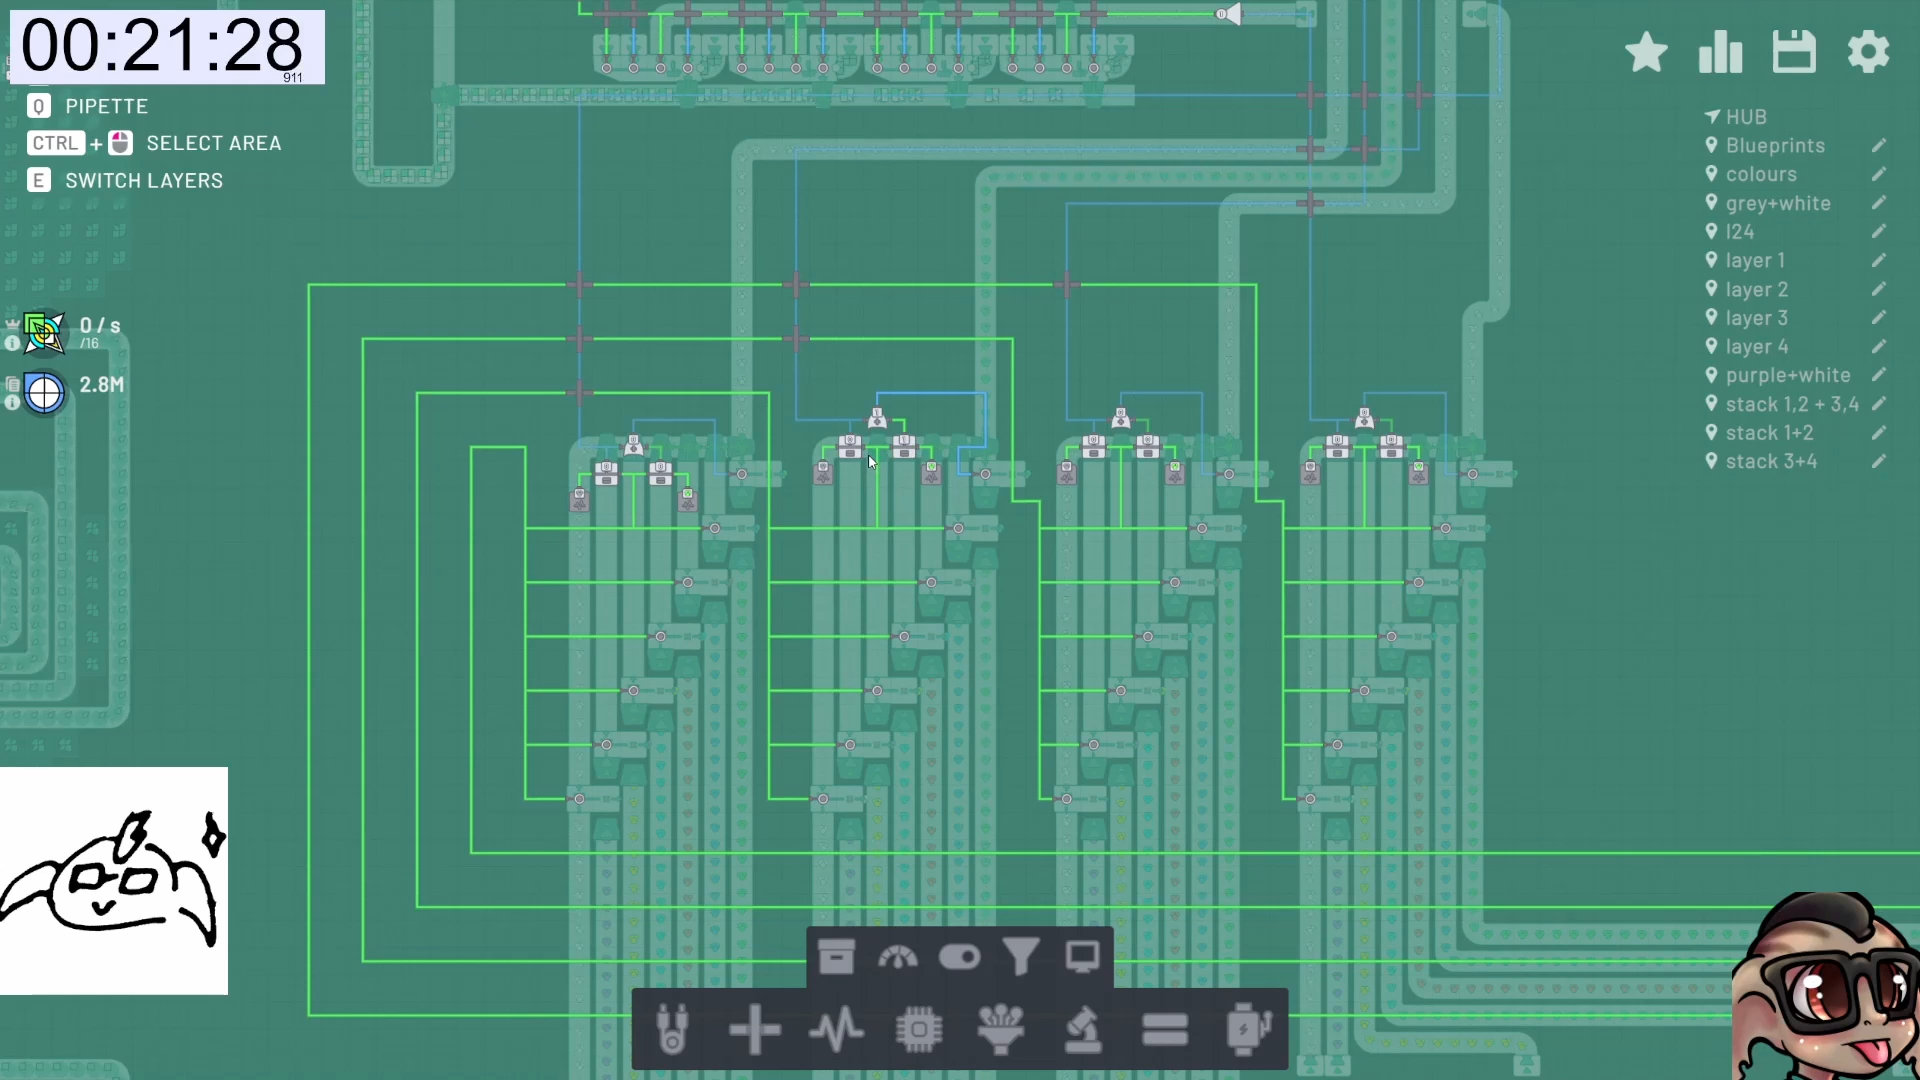 00:21:28
911
Q PIPETTE
CTRL + SELECT AREA
E SWITCH LAYERS
0 / s
/16
2.8M
HUB
Blueprints
colours
grey+white
l24
layer 1
layer 2
layer 3
layer 4
purple+white
stack 1,2 + 3,4
stack 1+2
stack 3+4